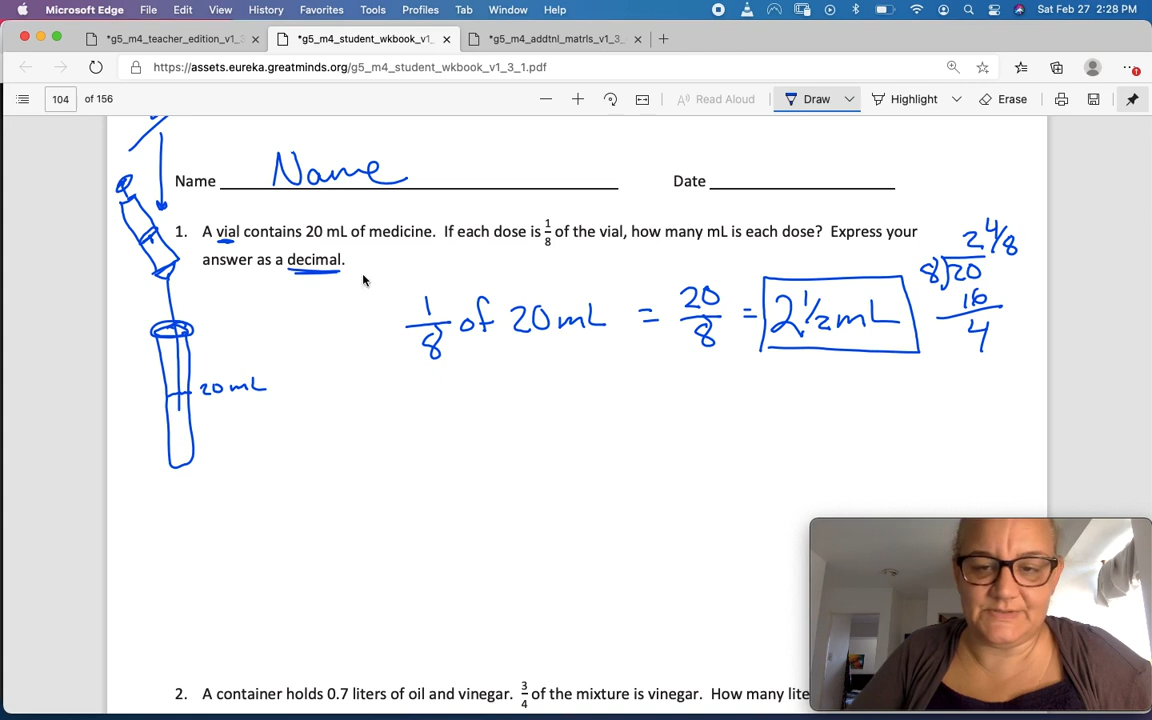 Microsoft Edge File Edit View History Favorites Tools Profiles Tab Window Help Sat Feb 27 2:28 PM
*g5_m4_teacher_edition_v1_3 *g5_m4_student_wkbook_v1_ *g5_m4_addtnl_matrls_v1_3_
https://assets.eureka.greatminds.org/g5_m4_student_wkbook_v1_3_1.pdf
104 of 156 Read Aloud Draw Highlight Erase
Name Name Date
1. A vial contains 20 mL of medicine. If each dose is 1/8 of the vial, how many mL is each dose? Express your
answer as a decimal.
2 4/8
8 20
16
4
1/8 of 20 mL = 20/8 = 2 1/2 mL
20 mL
2. A container holds 0.7 liters of oil and vinegar. 3/4 of the mixture is vinegar. How many lite